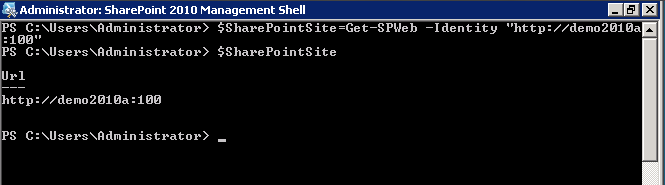 Administrator: SharePoint 2010 Management Shell
PS C:\Users\Administrator> $SharePointSite=Get-SPWeb -Identity "http://demo2010a
:100"
PS C:\Users\Administrator> $SharePointSite
Url
---
http://demo2010a:100
PS C:\Users\Administrator> _